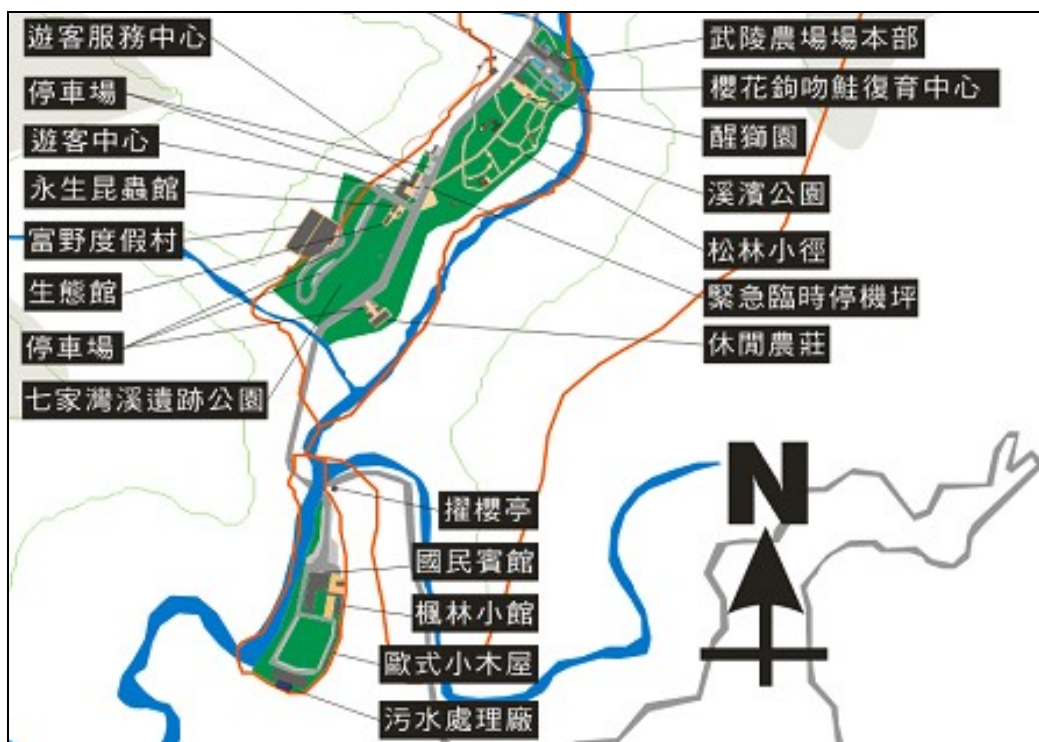 遊客服務中心
停車場
遊客中心
永生昆蟲館
富野度假村
生態館
停車場
七家灣溪遺跡公園
武陵農場場本部
櫻花鉤吻鮭復育中心
醒獅園
溪濱公園
松林小徑
緊急臨時停機坪
休閒農莊
N
擢櫻亭
國民賓館
楓林小館
歐式小木屋
污水處理廠